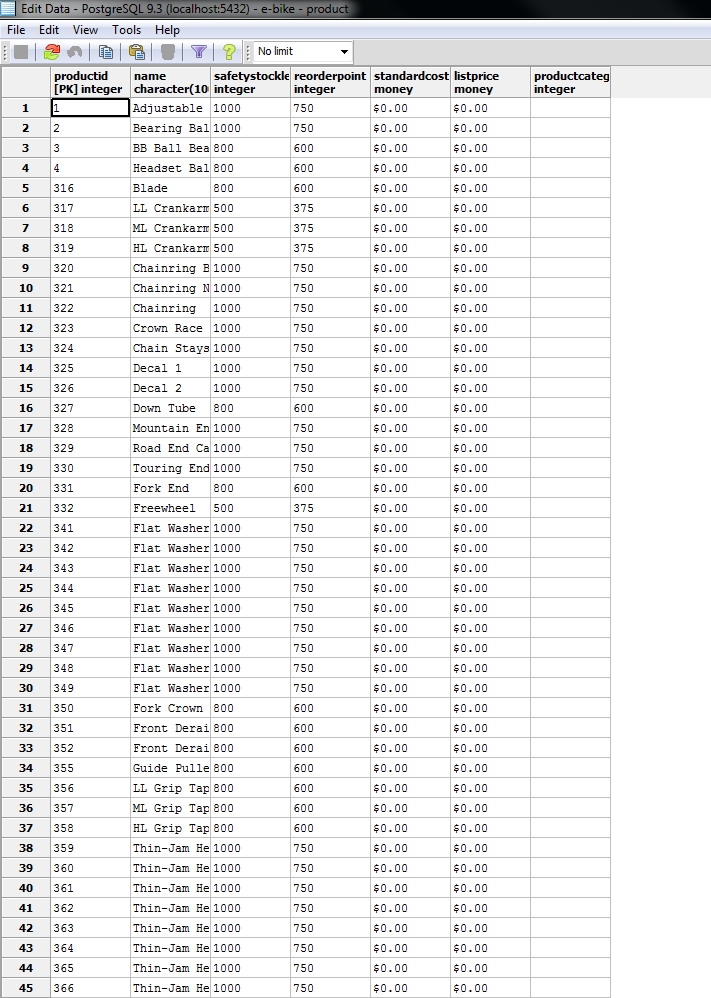 Edit Data - PostgreSQL 9.3 (localhost:5432) - e-bike - product
File Edit View Tools Help
No limit
productid name safetystockle reorderpoint standardcost listprice productcateg
[PK] integer character(10 integer integer money money integer
1 1 Adjustable 1000 750 $0.00 $0.00
2 2 Bearing Bal 1000 750 $0.00 $0.00
3 3 BB Ball Bea 800 600 $0.00 $0.00
4 4 Headset Bal 800 600 $0.00 $0.00
5 316 Blade 800 600 $0.00 $0.00
6 317 LL Crankarm 500 375 $0.00 $0.00
7 318 ML Crankarm 500 375 $0.00 $0.00
8 319 HL Crankarm 500 375 $0.00 $0.00
9 320 Chainring B 1000 750 $0.00 $0.00
10 321 Chainring N 1000 750 $0.00 $0.00
11 322 Chainring 1000 750 $0.00 $0.00
12 323 Crown Race 1000 750 $0.00 $0.00
13 324 Chain Stays 1000 750 $0.00 $0.00
14 325 Decal 1 1000 750 $0.00 $0.00
15 326 Decal 2 1000 750 $0.00 $0.00
16 327 Down Tube 800 600 $0.00 $0.00
17 328 Mountain En 1000 750 $0.00 $0.00
18 329 Road End Ca 1000 750 $0.00 $0.00
19 330 Touring End 1000 750 $0.00 $0.00
20 331 Fork End 800 600 $0.00 $0.00
21 332 Freewheel 500 375 $0.00 $0.00
22 341 Flat Washer 1000 750 $0.00 $0.00
23 342 Flat Washer 1000 750 $0.00 $0.00
24 343 Flat Washer 1000 750 $0.00 $0.00
25 344 Flat Washer 1000 750 $0.00 $0.00
26 345 Flat Washer 1000 750 $0.00 $0.00
27 346 Flat Washer 1000 750 $0.00 $0.00
28 347 Flat Washer 1000 750 $0.00 $0.00
29 348 Flat Washer 1000 750 $0.00 $0.00
30 349 Flat Washer 1000 750 $0.00 $0.00
31 350 Fork Crown 800 600 $0.00 $0.00
32 351 Front Derai 800 600 $0.00 $0.00
33 352 Front Derai 800 600 $0.00 $0.00
34 355 Guide Pulle 800 600 $0.00 $0.00
35 356 LL Grip Tap 800 600 $0.00 $0.00
36 357 ML Grip Tap 800 600 $0.00 $0.00
37 358 HL Grip Tap 800 600 $0.00 $0.00
38 359 Thin-Jam He 1000 750 $0.00 $0.00
39 360 Thin-Jam He 1000 750 $0.00 $0.00
40 361 Thin-Jam He 1000 750 $0.00 $0.00
41 362 Thin-Jam He 1000 750 $0.00 $0.00
42 363 Thin-Jam He 1000 750 $0.00 $0.00
43 364 Thin-Jam He 1000 750 $0.00 $0.00
44 365 Thin-Jam He 1000 750 $0.00 $0.00
45 366 Thin-Jam He 1000 750 $0.00 $0.00